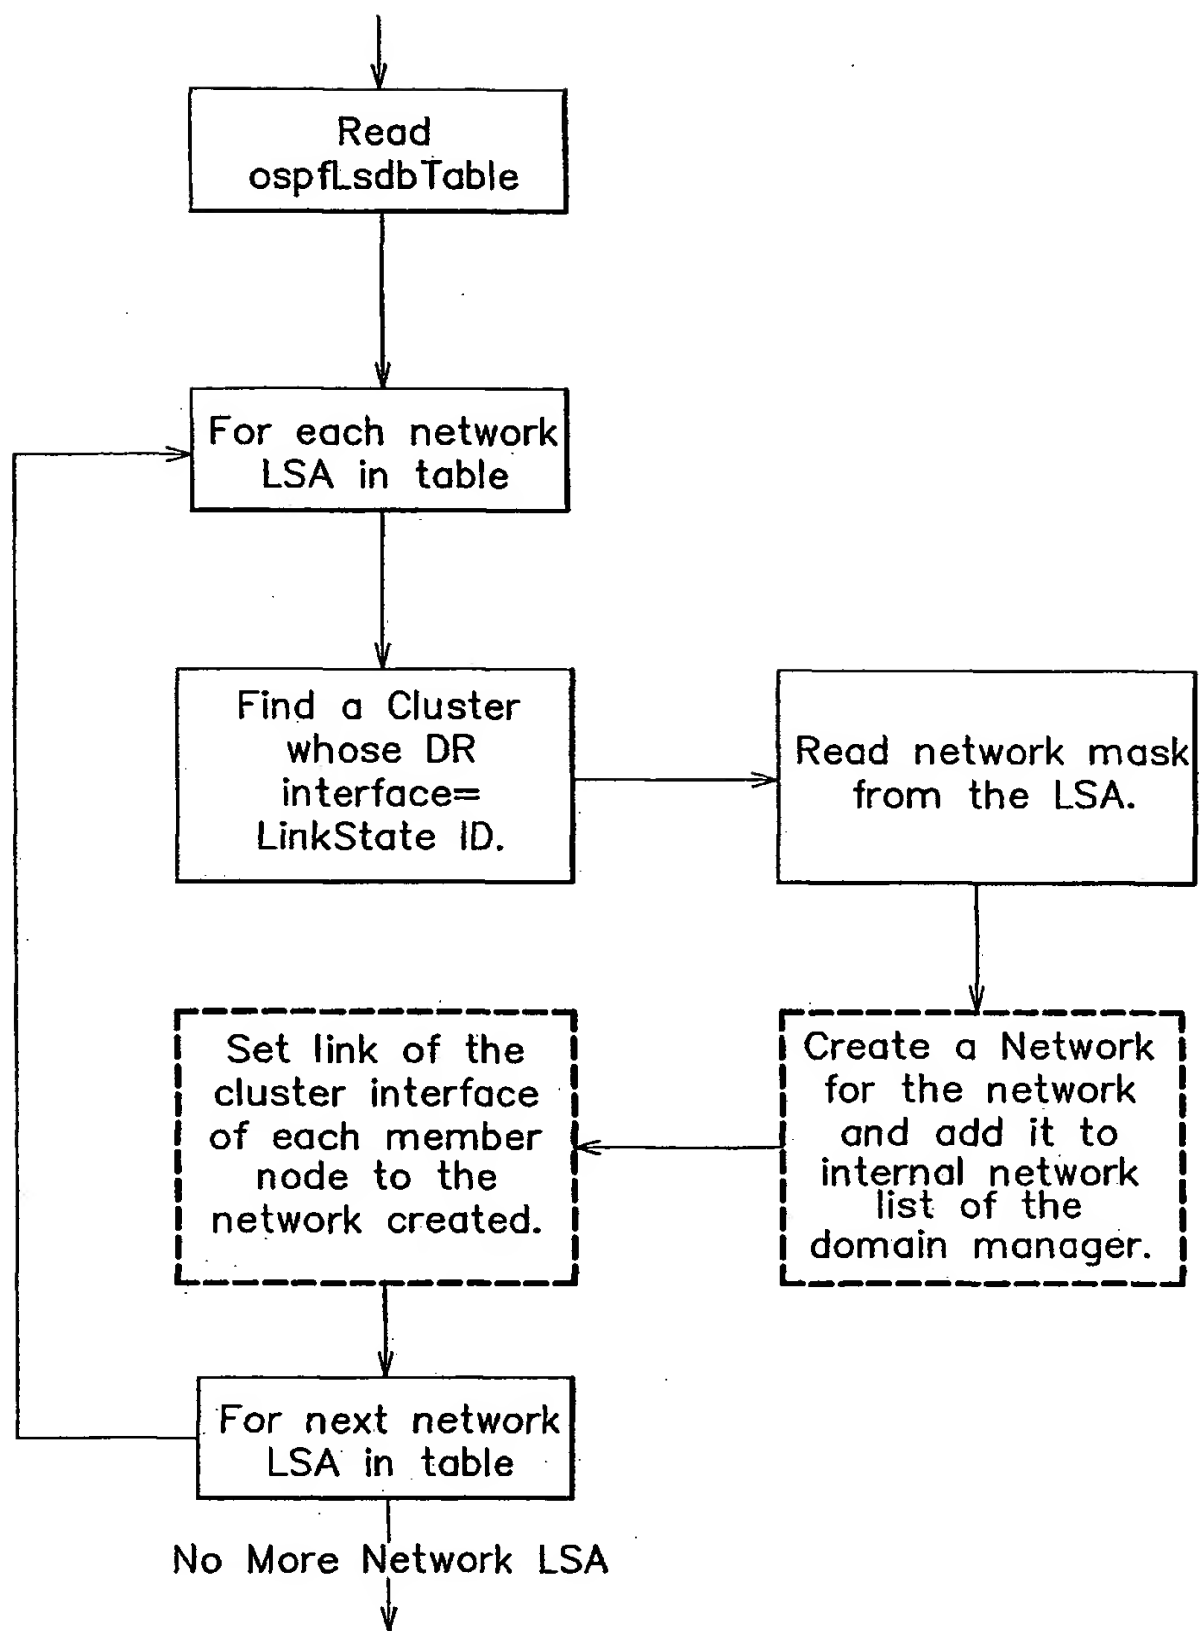 Read
ospfLsdbTable
For each network
LSA in table
Find a Cluster
whose DR
interface=
LinkState ID.
Read network mask
from the LSA.
Create a Network
for the network
and add it to
internal network
list of the
domain manager.
Set link of the
cluster interface
of each member
node to the
network created.
For next network
LSA in table
No More Network LSA